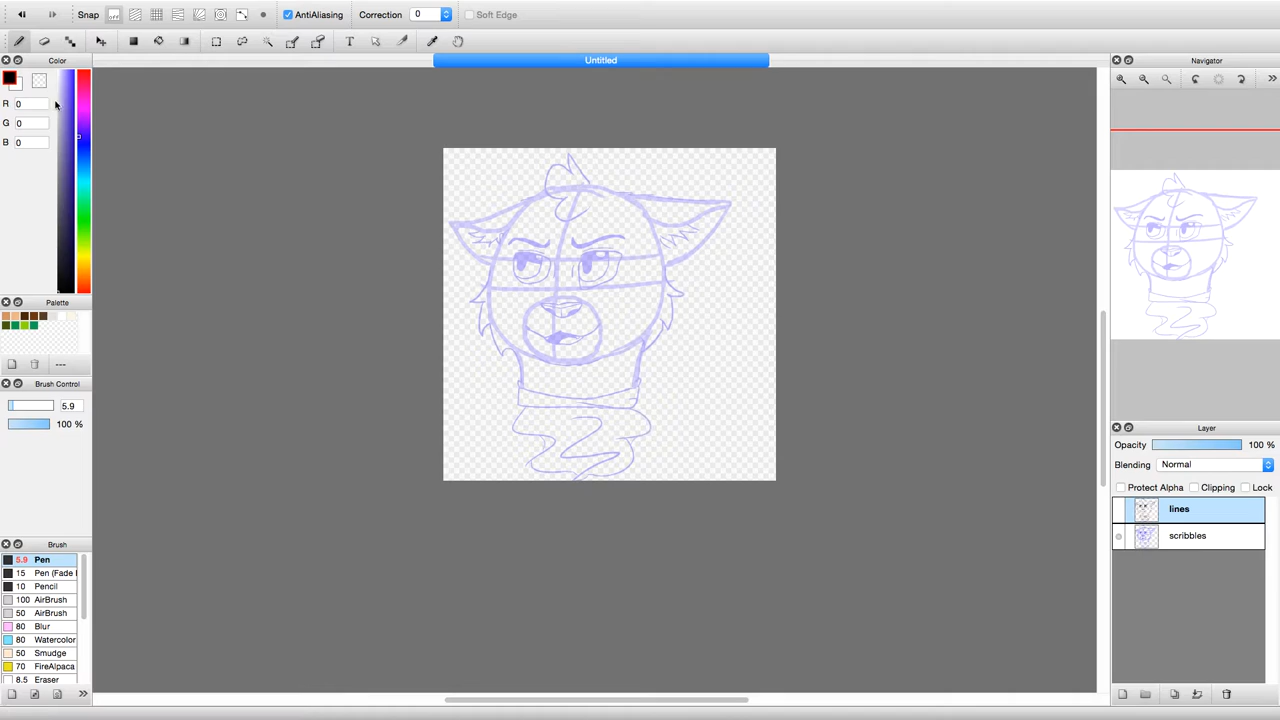 Snap
AntiAliasing
Correction 0
Soft Edge
Color
Untitled
Navigator
R 0
G 0
B 0
Palette
---
Brush Control
5.9
100 %
Brush
5.9 Pen
15 Pen (Fade I
10 Pencil
100 AirBrush
50 AirBrush
80 Blur
80 Watercolor
50 Smudge
70 FireAlpaca
8.5 Eraser
Layer
Opacity 100 %
Blending Normal
Protect Alpha Clipping Lock
lines
scribbles